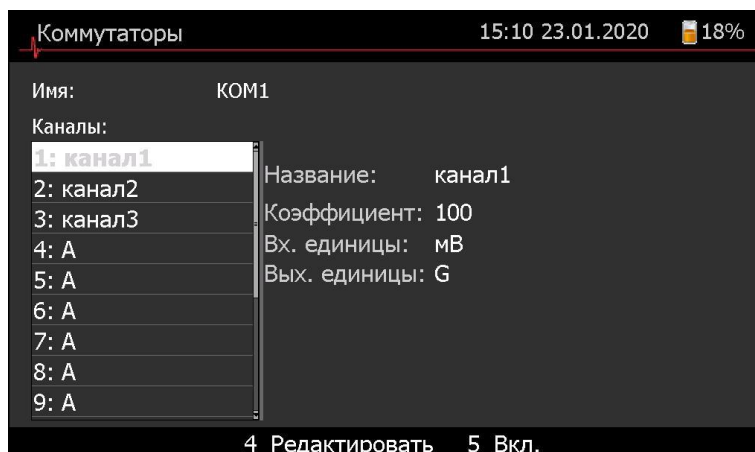 Коммутаторы 15:10 23.01.2020 18%
Имя: КОМ1
Каналы:
1: канал1
2: канал2
3: канал3
4: А
5: А
6: А
7: А
8: А
9: А
Название: канал1
Коэффициент: 100
Вх. единицы: мВ
Вых. единицы: G
4 Редактировать 5 Вкл.